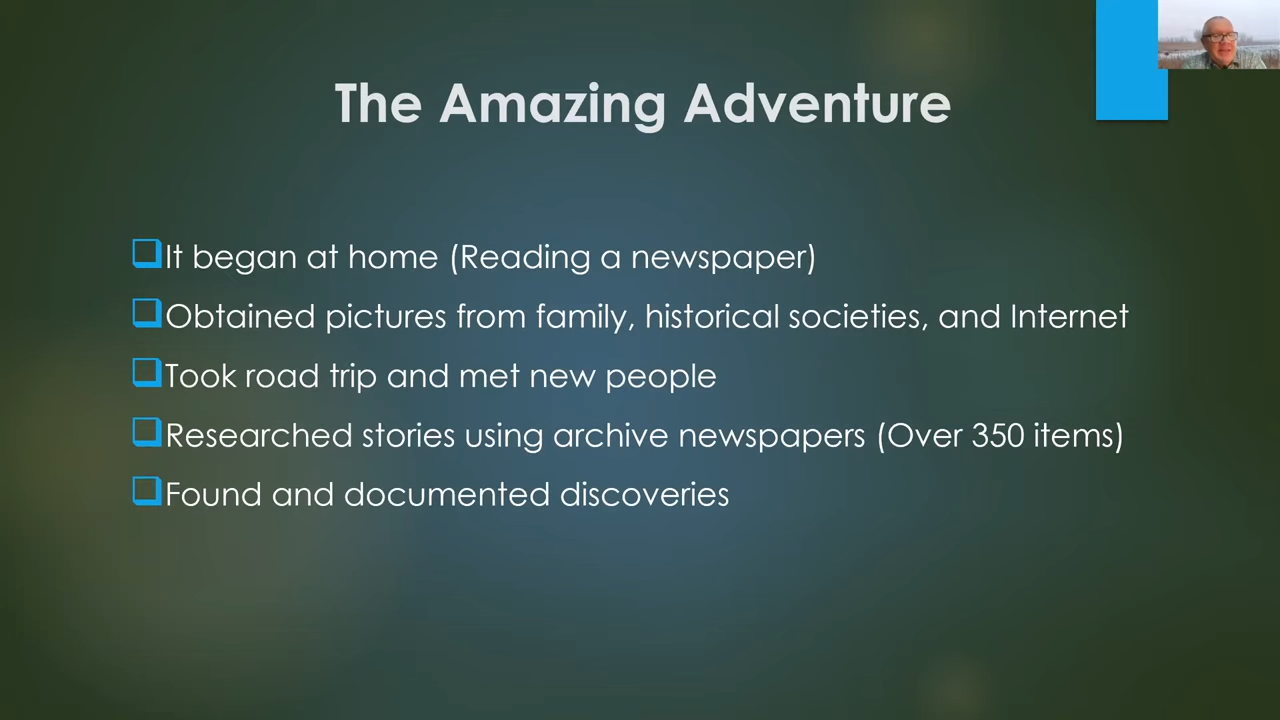 The Amazing Adventure
It began at home (Reading a newspaper)
Obtained pictures from family, historical societies, and Internet
Took road trip and met new people
Researched stories using archive newspapers (Over 350 items)
Found and documented discoveries